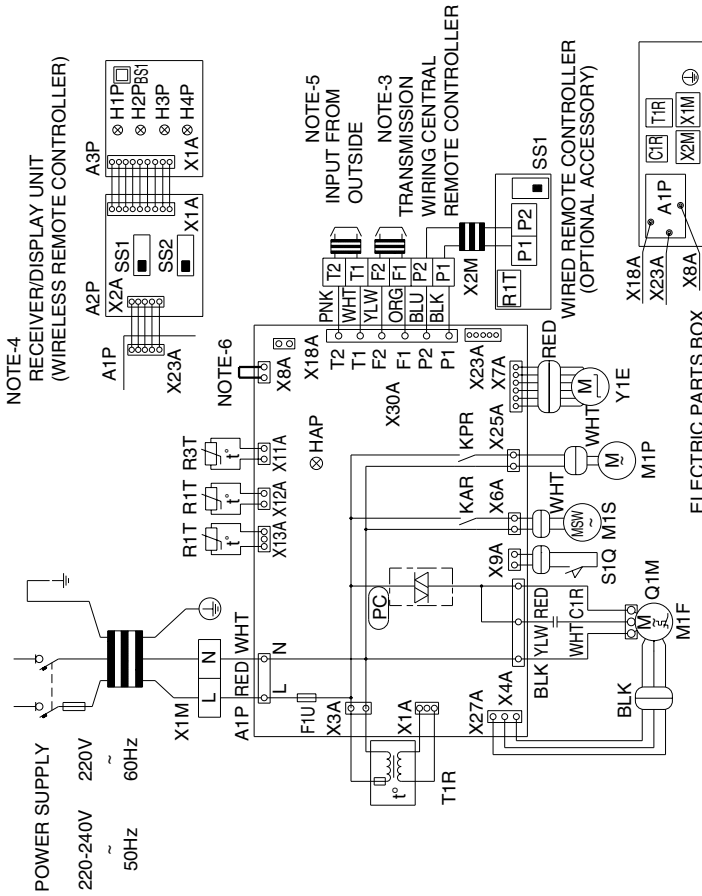 POWER SUPPLY
220-240V 220V
~ ~
50Hz 60Hz
L N
X1M
A1P RED WHT
L N
F1U
X3A
X1A
t°
T1R
X27A
X4A
BLK YLW RED
WHT C1R
BLK
M
Q1M
M1F
PC
R1T R1T R3T
t° t° t°
X13A X12A X11A
HAP
NOTE-6
X8A
X18A
KAR KPR
X9A X6A X25A X7A
X23A
S1Q
WHT
MSW
~
M1S
WHT
M
~
M1P
RED
M
Y1E
X30A
T2 T1 F2 F1 P2 P1
PNK WHT YLW ORG BLU BLK
T2 T1 F2 F1 P2 P1
X2M
NOTE-4
RECEIVER/DISPLAY UNIT
(WIRELESS REMOTE CONTROLLER)
A1P
X23A
A2P
X2A
SS1
SS2
X1A
A3P
X1A
BS1
H1P
H2P
H3P
H4P
NOTE-5
INPUT FROM
OUTSIDE
NOTE-3
TRANSMISSION
WIRING CENTRAL
REMOTE CONTROLLER
R1T
P1 P2
SS1
WIRED REMOTE CONTROLLER
(OPTIONAL ACCESSORY)
X18A
X23A
X8A
A1P
C1R T1R
X2M X1M
ELECTRIC PARTS BOX